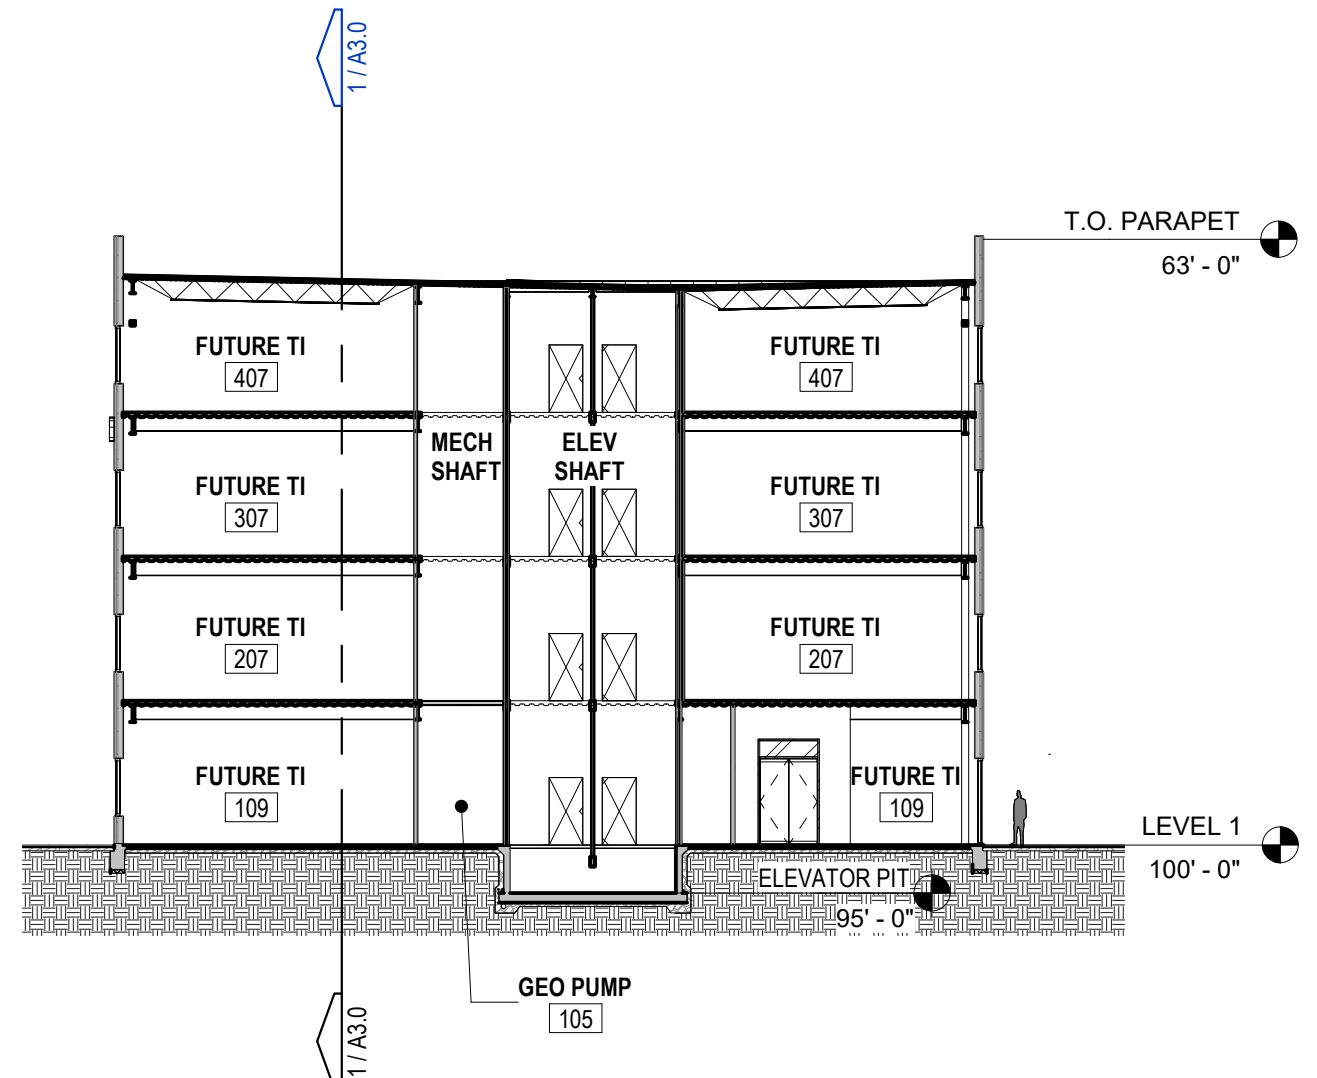 1 / A3.0
T.O. PARAPET
63' - 0"
FUTURE TI
407
FUTURE TI
407
MECH
SHAFT
ELEV
SHAFT
FUTURE TI
307
FUTURE TI
307
FUTURE TI
207
FUTURE TI
207
FUTURE TI
109
FUTURE TI
109
LEVEL 1
100' - 0"
ELEVATOR PIT
95' - 0"
GEO PUMP
105
1 / A3.0